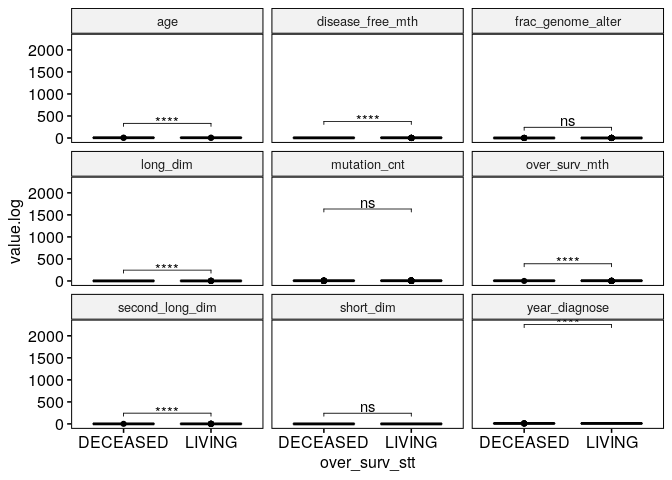 age disease_free_mth frac_genome_alter
2000
1500
1000
500
0
**** **** ns
long_dim mutation_cnt over_surv_mth
2000
1500
1000
500
0
**** ns ****
second_long_dim short_dim year_diagnose
2000
1500
1000
500
0
**** ns ****
DECEASED LIVING DECEASED LIVING DECEASED LIVING
over_surv_stt
value.log